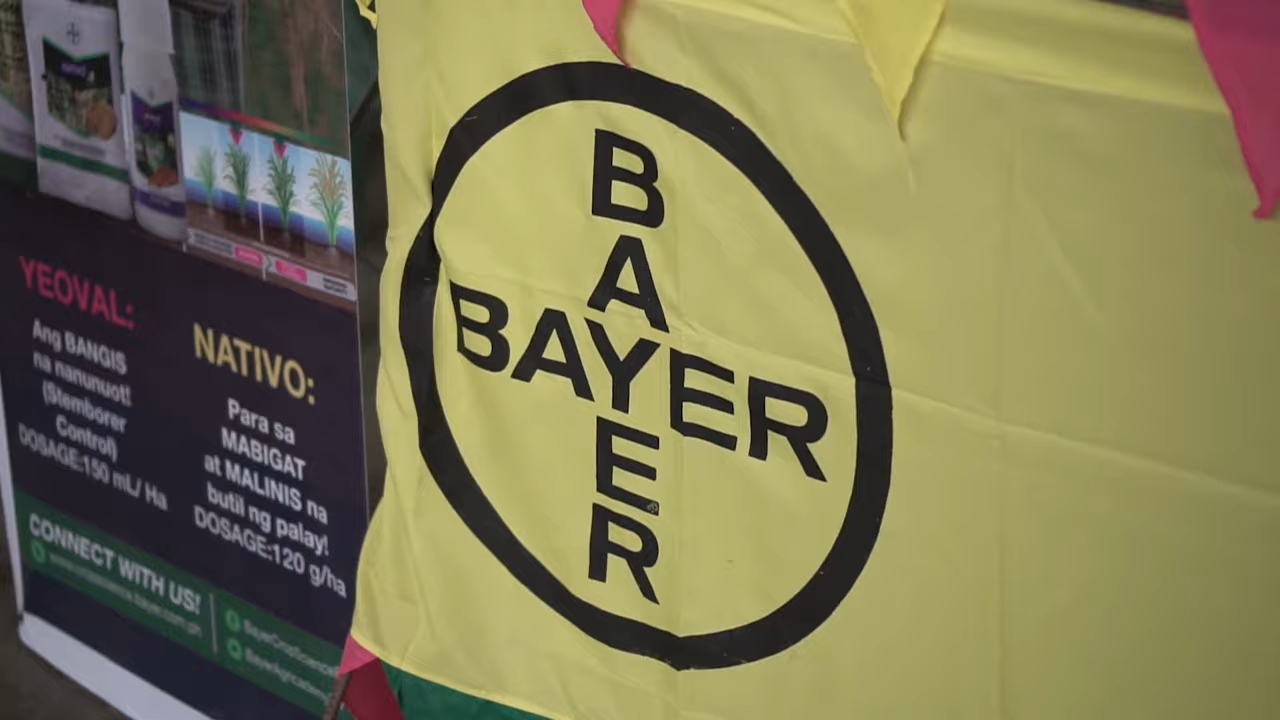 YEOVAL:
Ang BANGIS
na nanunuot!
(Stemborer
Control)
DOSAGE:150 mL/ Ha
NATIVO:
Para sa
MABIGAT
at MALINIS na
butil ng palay!
DOSAGE:120 g/ha
CONNECT WITH US!
BayerCropScience
BAYER
BAYER